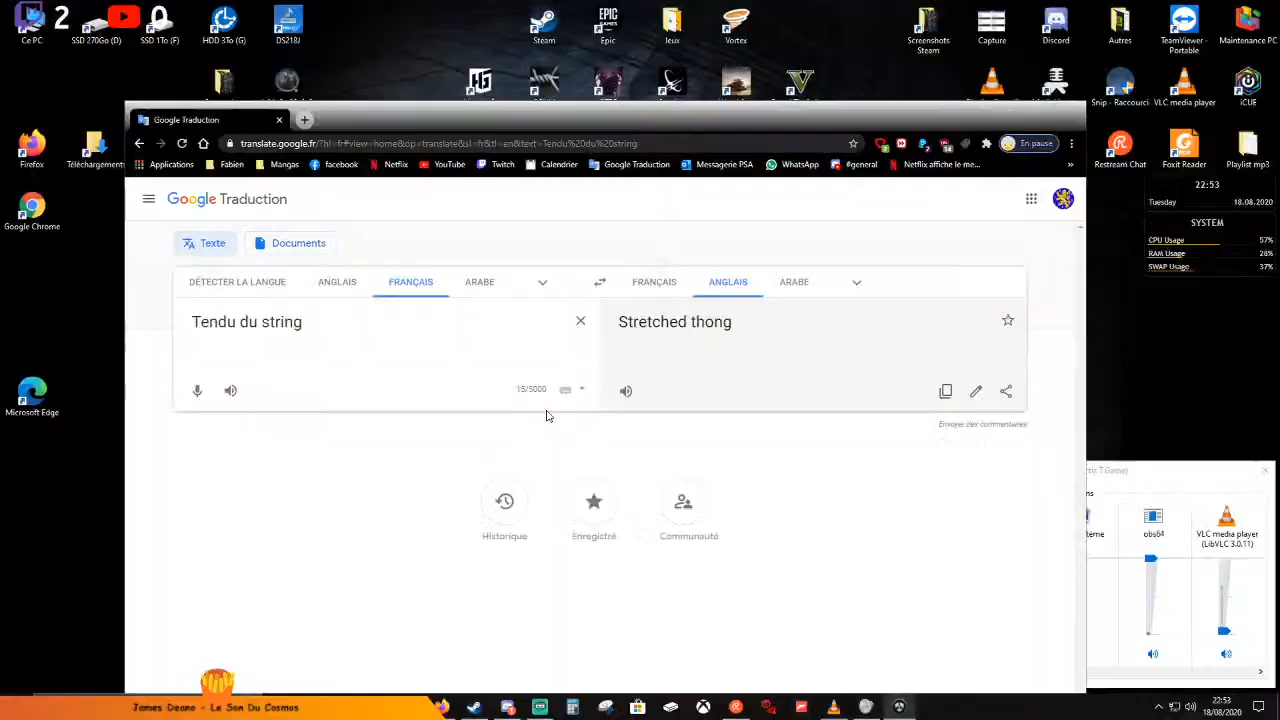 Ce PC
2
SSD 270Go (D)
0
SSD 1To (F)
HDD 3To (G)
DS218J
Steam
EPIC GAMES
Epic
Jeux
Vortex
Screenshots Steam
Capture
Discord
Autres
TeamViewer - Portable
Maintenance PC
Snip - Raccourci
VLC media player
iCUE
Firefox
Téléchargements
Google Chrome
Microsoft Edge
Restream Chat
Foxit Reader
Playlist mp3
22:53
Tuesday 18.08.2020
SYSTEM
CPU Usage 57%
RAM Usage 28%
SWAP Usage 37%
Google Traduction
translate.google.fr/?hl=fr#view=home&op=translate&sl=fr&tl=en&text=Tendu%20du%20string
En pause
Applications Fabien Mangas facebook Netflix YouTube Twitch Calendrier Google Traduction Messagerie PSA WhatsApp #general Netflix affiche le me... »
Google Traduction
Texte Documents
DÉTECTER LA LANGUE ANGLAIS FRANÇAIS ARABE FRANÇAIS ANGLAIS ARABE
Tendu du string
Stretched thong
15/5000
Envoyer des commentaires
Historique Enregistré Communauté
obs64
VLC media player (LibVLC 3.0.11)
James Deano - Le Son Du Cosmos
22:53
18/08/2020